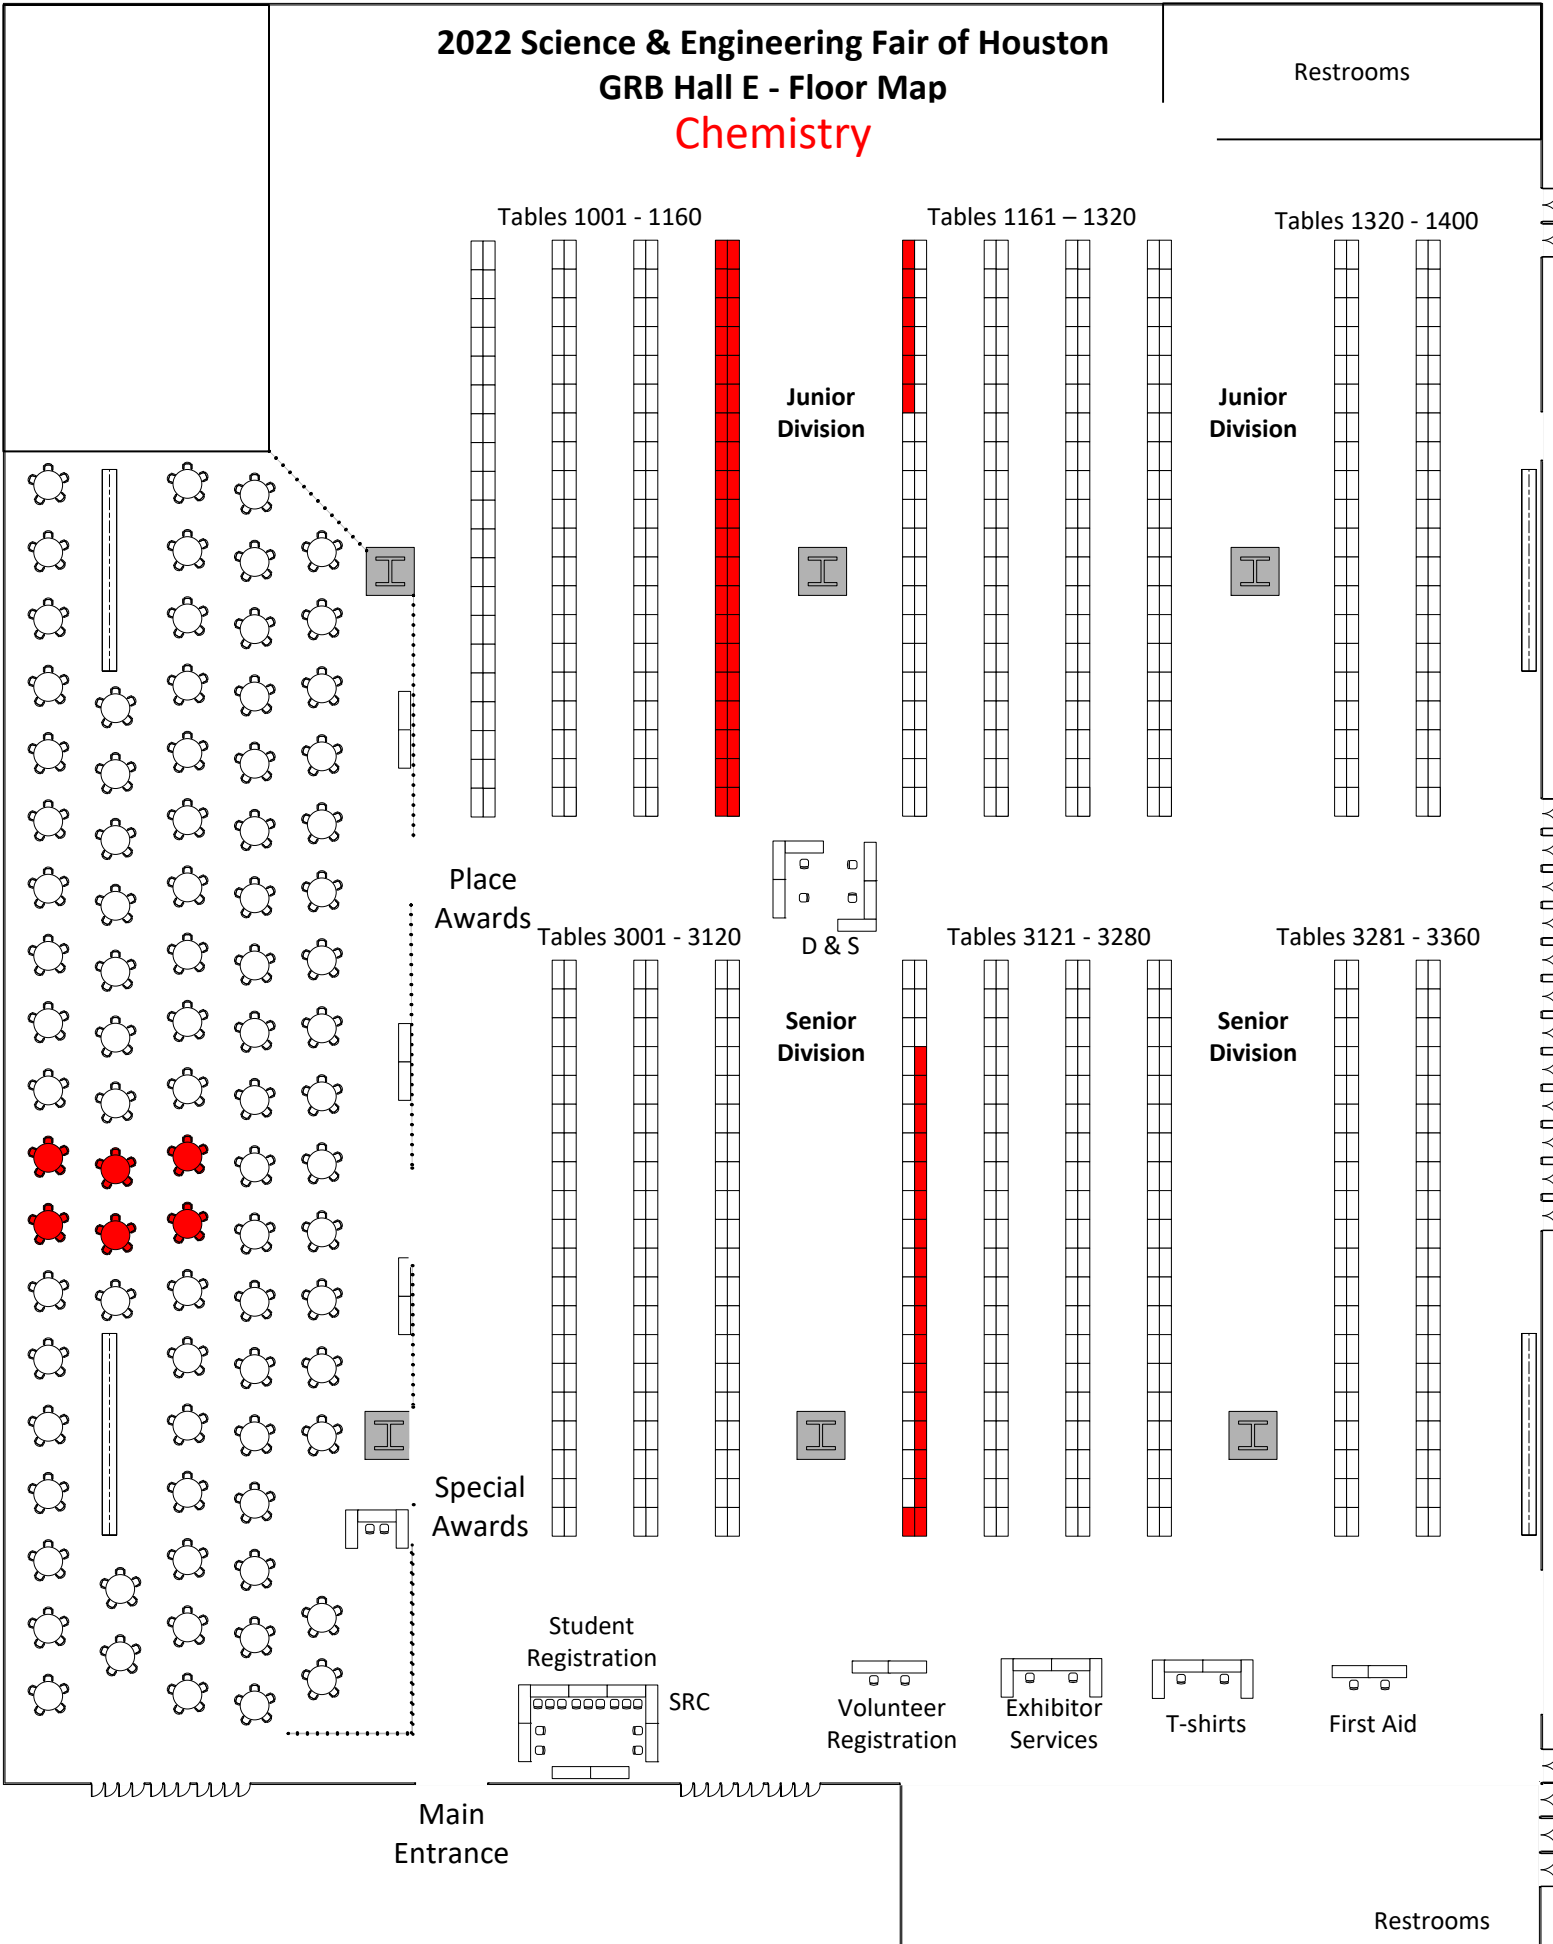 2022 Science & Engineering Fair of Houston
GRB Hall E - Floor Map
Chemistry
Restrooms
Tables 1001 - 1160
Tables 1161 – 1320
Tables 1320 - 1400
Junior
Division
Junior
Division
Place
Awards
D & S
Tables 3001 - 3120
Tables 3121 - 3280
Tables 3281 - 3360
Senior
Division
Senior
Division
Special
Awards
Student
Registration
SRC
Volunteer
Registration
Exhibitor
Services
T-shirts
First Aid
Main
Entrance
Restrooms